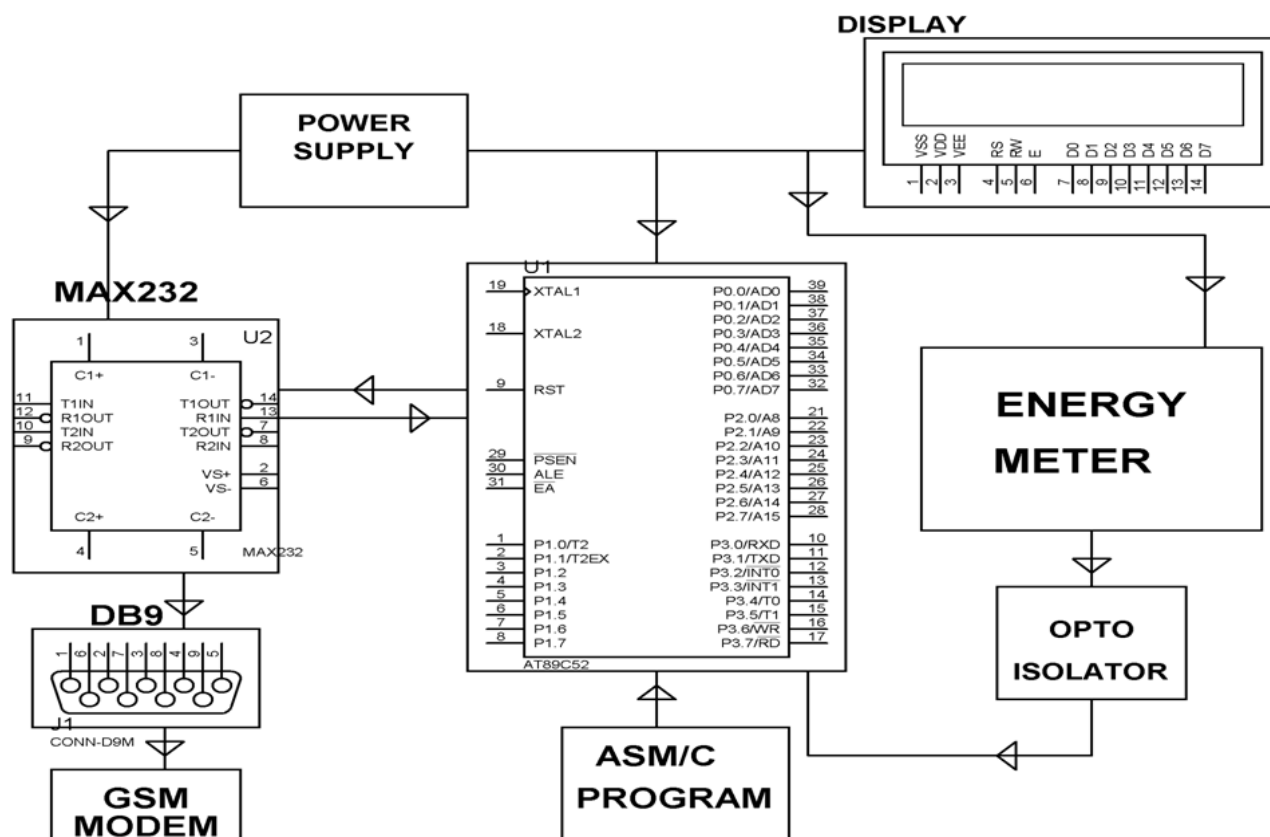 DISPLAY
POWER
SUPPLY
VSS
VDD
VEE
RS
RW
E
D0
D1
D2
D3
D4
D5
D6
D7
1
2
3
4
5
6
7
8
9
10
11
12
13
14
MAX232
U2
1
3
C1+
C1-
11
T1IN
T1OUT
14
12
R1OUT
R1IN
13
10
T2IN
T2OUT
7
9
R2OUT
R2IN
8
VS+
2
VS-
6
C2+
C2-
4
5
MAX232
U1
19
XTAL1
18
XTAL2
9
RST
29
PSEN
30
ALE
31
EA
1
P1.0/T2
2
P1.1/T2EX
3
P1.2
4
P1.3
5
P1.4
6
P1.5
7
P1.6
8
P1.7
P0.0/AD0
39
P0.1/AD1
38
P0.2/AD2
37
P0.3/AD3
36
P0.4/AD4
35
P0.5/AD5
34
P0.6/AD6
33
P0.7/AD7
32
P2.0/A8
21
P2.1/A9
22
P2.2/A10
23
P2.3/A11
24
P2.4/A12
25
P2.5/A13
26
P2.6/A14
27
P2.7/A15
28
P3.0/RXD
10
P3.1/TXD
11
P3.2/INT0
12
P3.3/INT1
13
P3.4/T0
14
P3.5/T1
15
P3.6/WR
16
P3.7/RD
17
AT89C52
ENERGY
METER
OPTO
ISOLATOR
DB9
1
6
2
7
3
8
4
9
5
J1
CONN-D9M
GSM
MODEM
ASM/C
PROGRAM